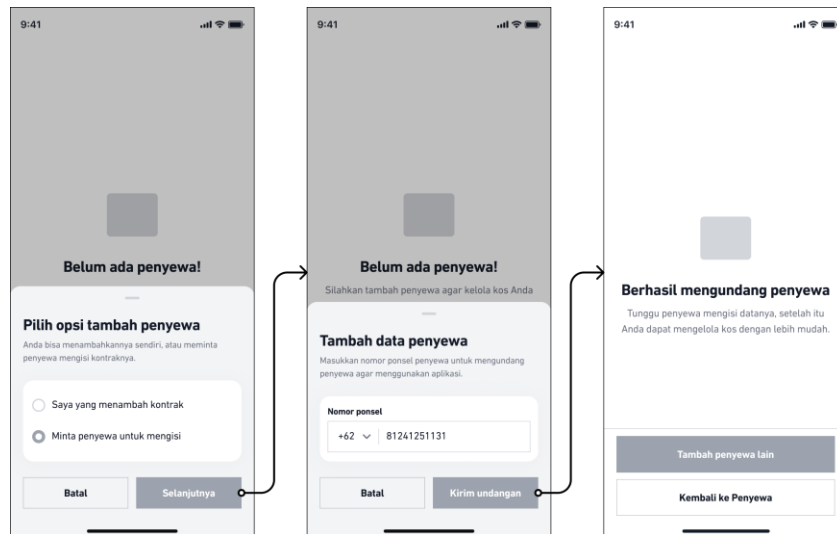 9:41
Belum ada penyewa!
Pilih opsi tambah penyewa
Anda bisa menambahkannya sendiri, atau meminta
penyewa mengisi kontraknya.
Saya yang menambah kontrak
Minta penyewa untuk mengisi
Batal
Selanjutnya
9:41
Belum ada penyewa!
Silahkan tambah penyewa agar kelola kos Anda
Tambah data penyewa
Masukkan nomor ponsel penyewa untuk mengundang
penyewa agar menggunakan aplikasi.
Nomor ponsel
+62 81241251131
Batal
Kirim undangan
9:41
Berhasil mengundang penyewa
Tunggu penyewa mengisi datanya, setelah itu
Anda dapat mengelola kos dengan lebih mudah.
Tambah penyewa lain
Kembali ke Penyewa